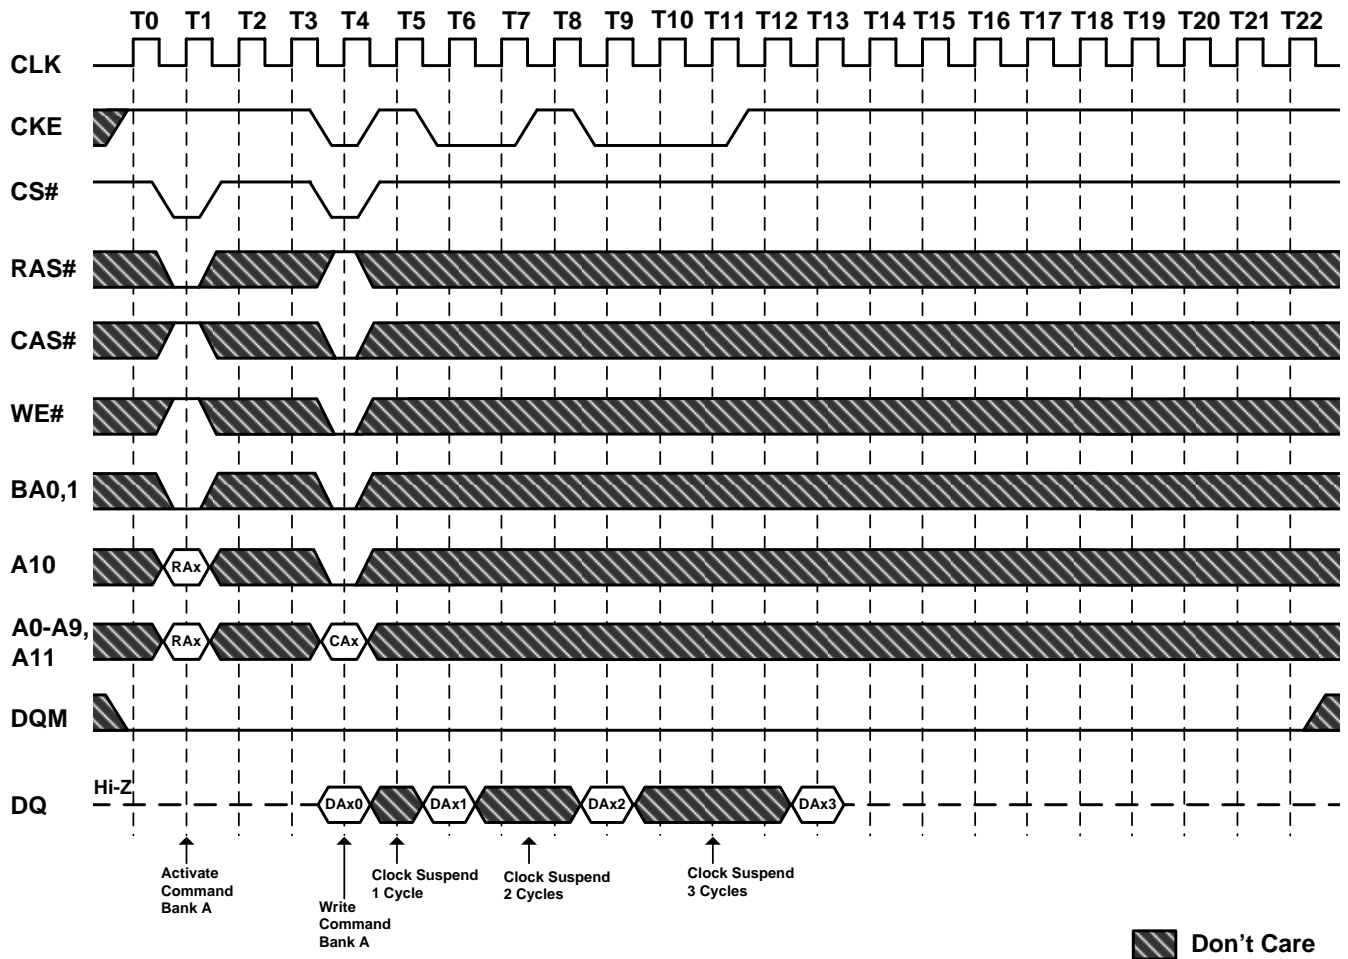 T0 T1 T2 T3 T4 T5 T6 T7 T8 T9 T10 T11 T12 T13 T14 T15 T16 T17 T18 T19 T20 T21 T22
CLK
CKE
CS#
RAS#
CAS#
WE#
BA0,1
A10
RAx
A0-A9,
A11
RAx
CAx
DQM
Hi-Z
DQ
DAx0
DAx1
DAx2
DAx3
Activate
Command
Bank A
Write
Command
Bank A
Clock Suspend
1 Cycle
Clock Suspend
2 Cycles
Clock Suspend
3 Cycles
Don't Care